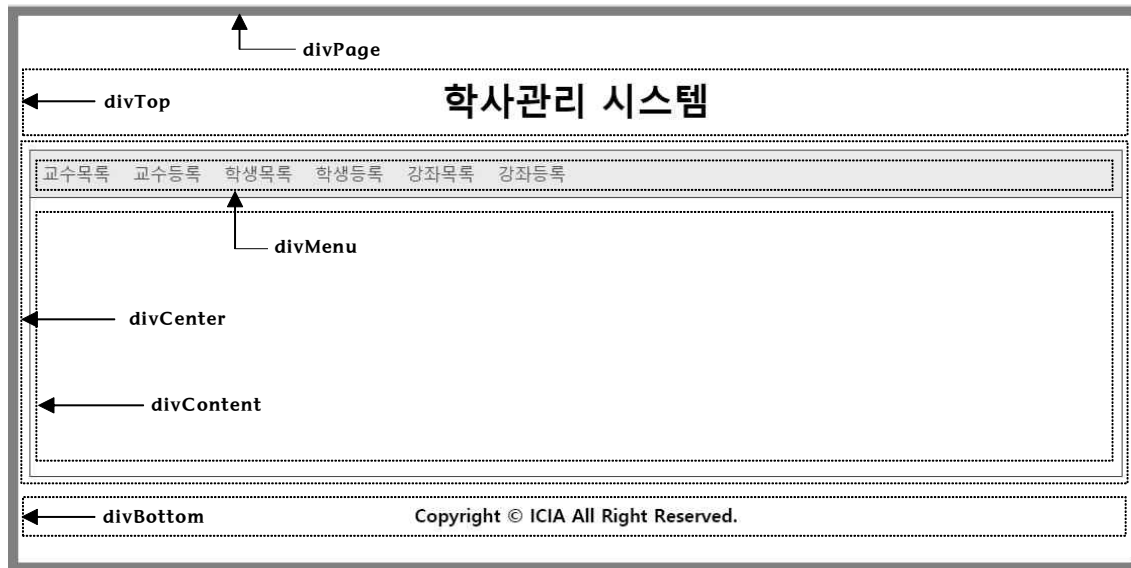 divPage
divTop
학사관리 시스템
교수목록 교수등록 학생목록 학생등록 강좌목록 강좌등록
divMenu
divCenter
divContent
divBottom
Copyright © ICIA All Right Reserved.